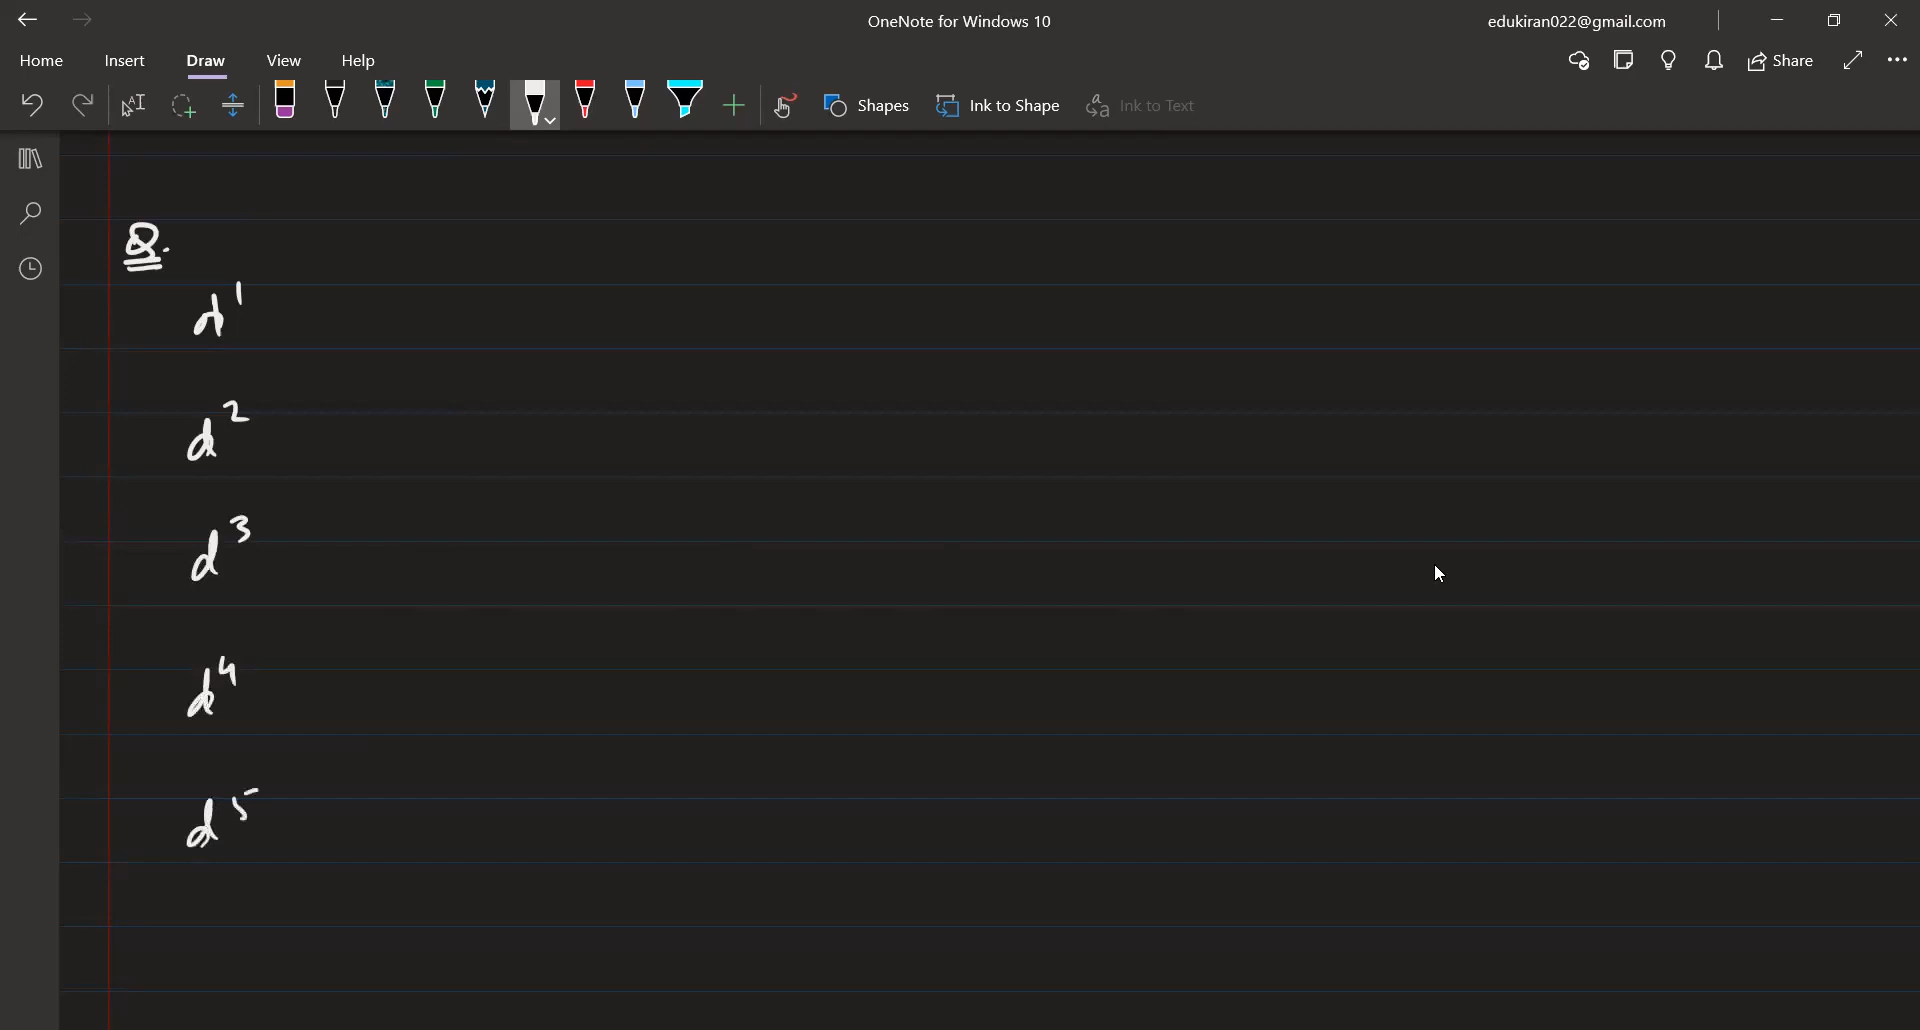 OneNote for Windows 10
edukiran022@gmail.com
Home Insert Draw View Help
Share
Shapes Ink to Shape Ink to Text
Q.
d¹
d²
d³
d⁴
d⁵